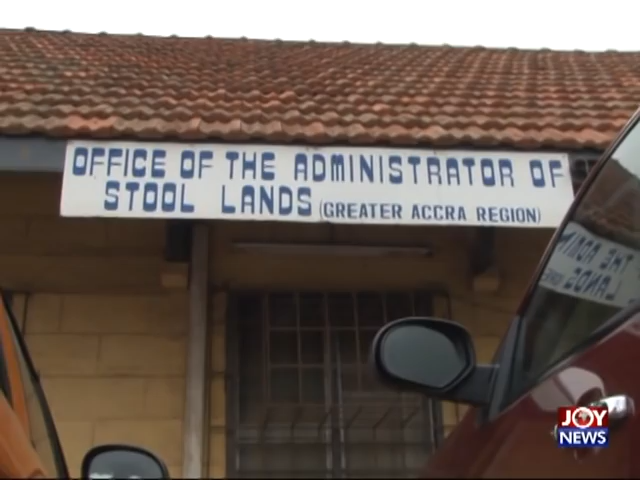 OFFICE OF THE ADMINISTRATOR OF
STOOL LANDS (GREATER ACCRA REGION)
JOY
NEWS